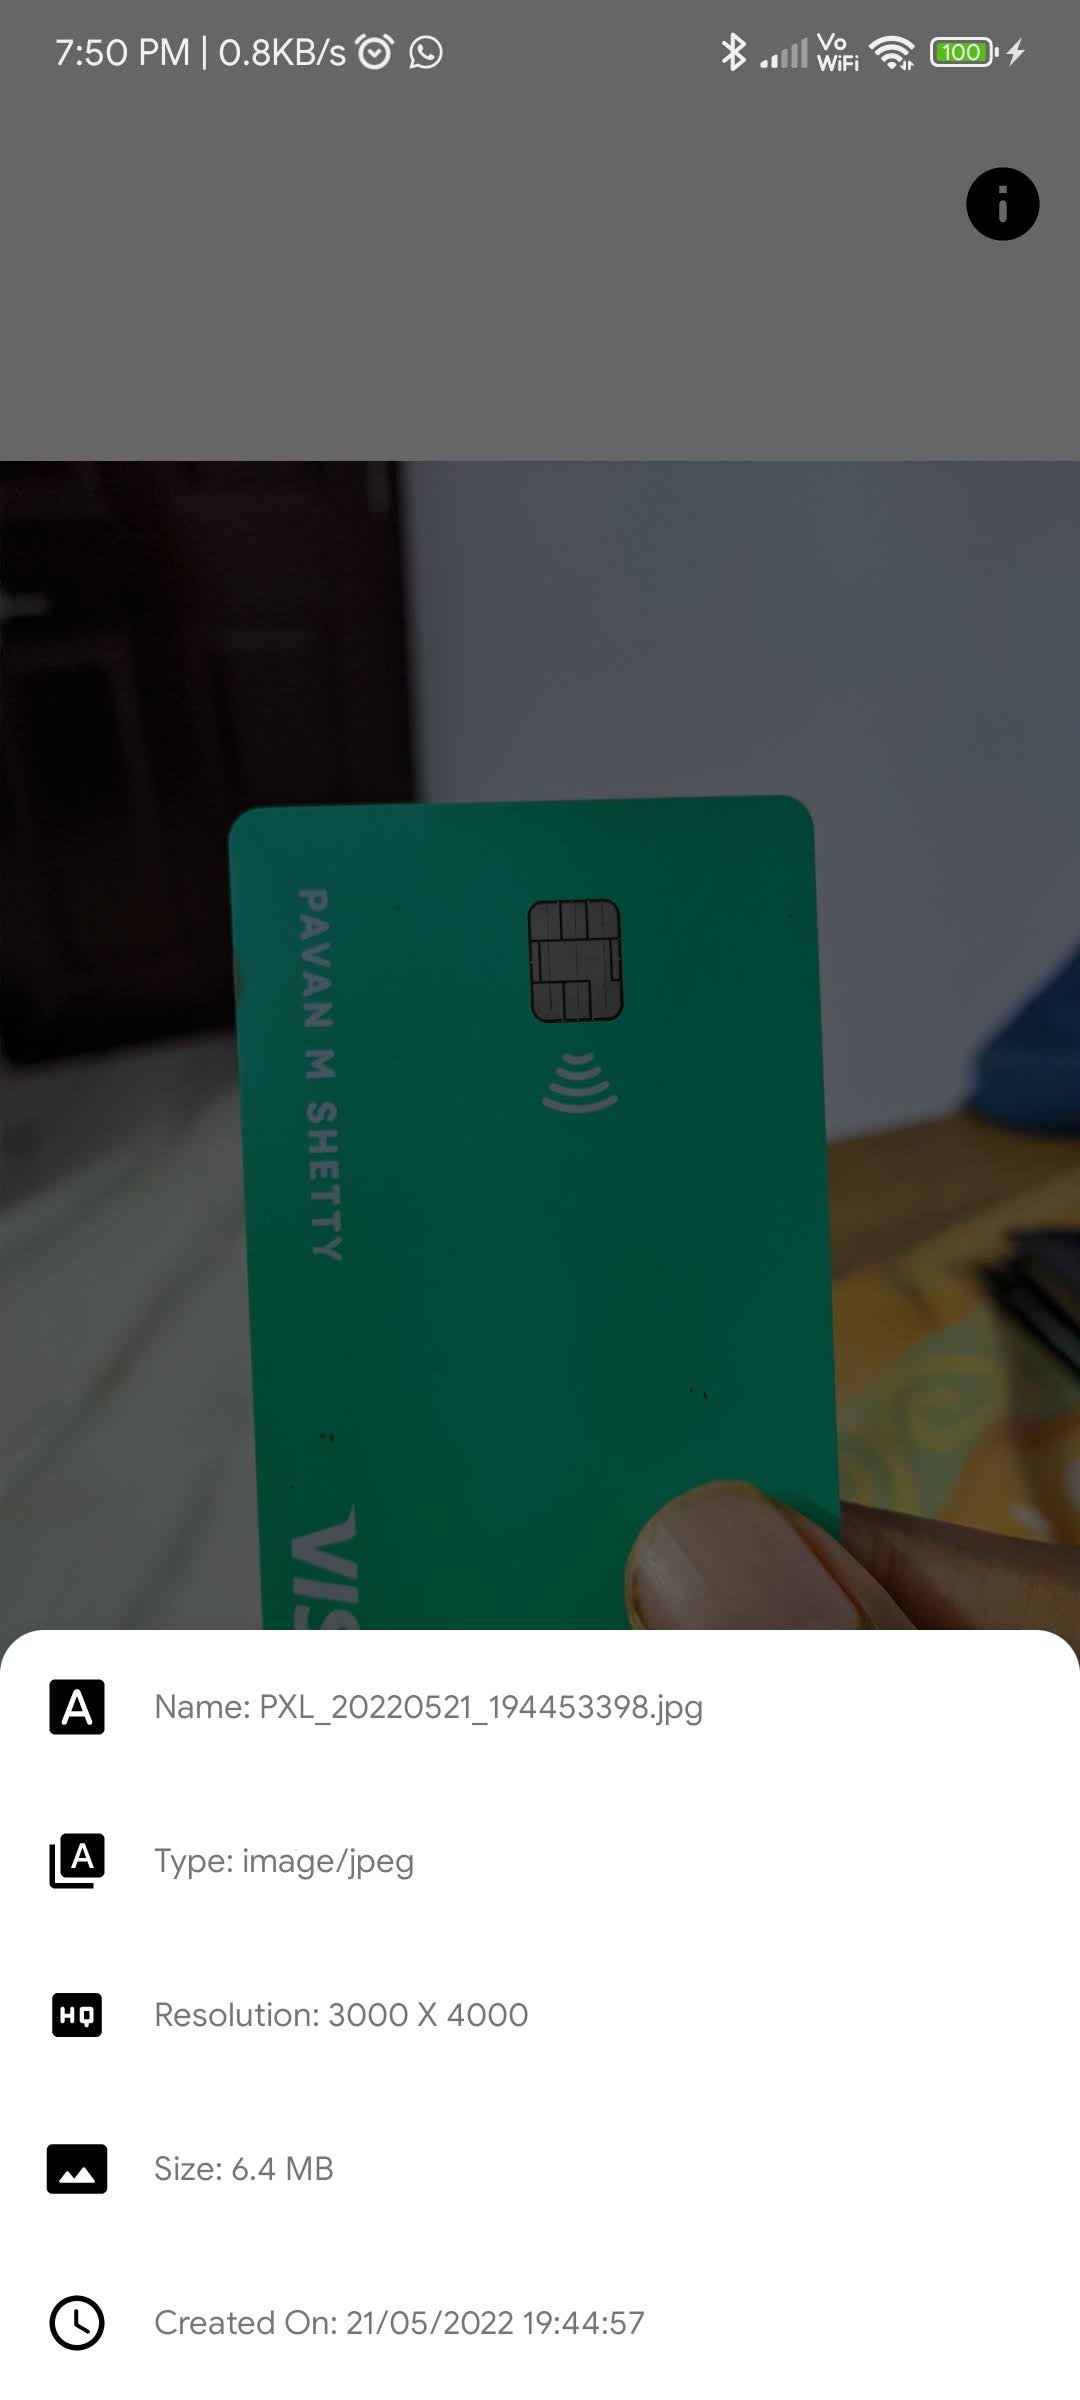 7:50 PM | 0.8KB/s
Vo
WiFi
100
PAVAN M SHETTY
VIS
A
Name: PXL_20220521_194453398.jpg
A
Type: image/jpeg
HQ
Resolution: 3000 X 4000
Size: 6.4 MB
Created On: 21/05/2022 19:44:57